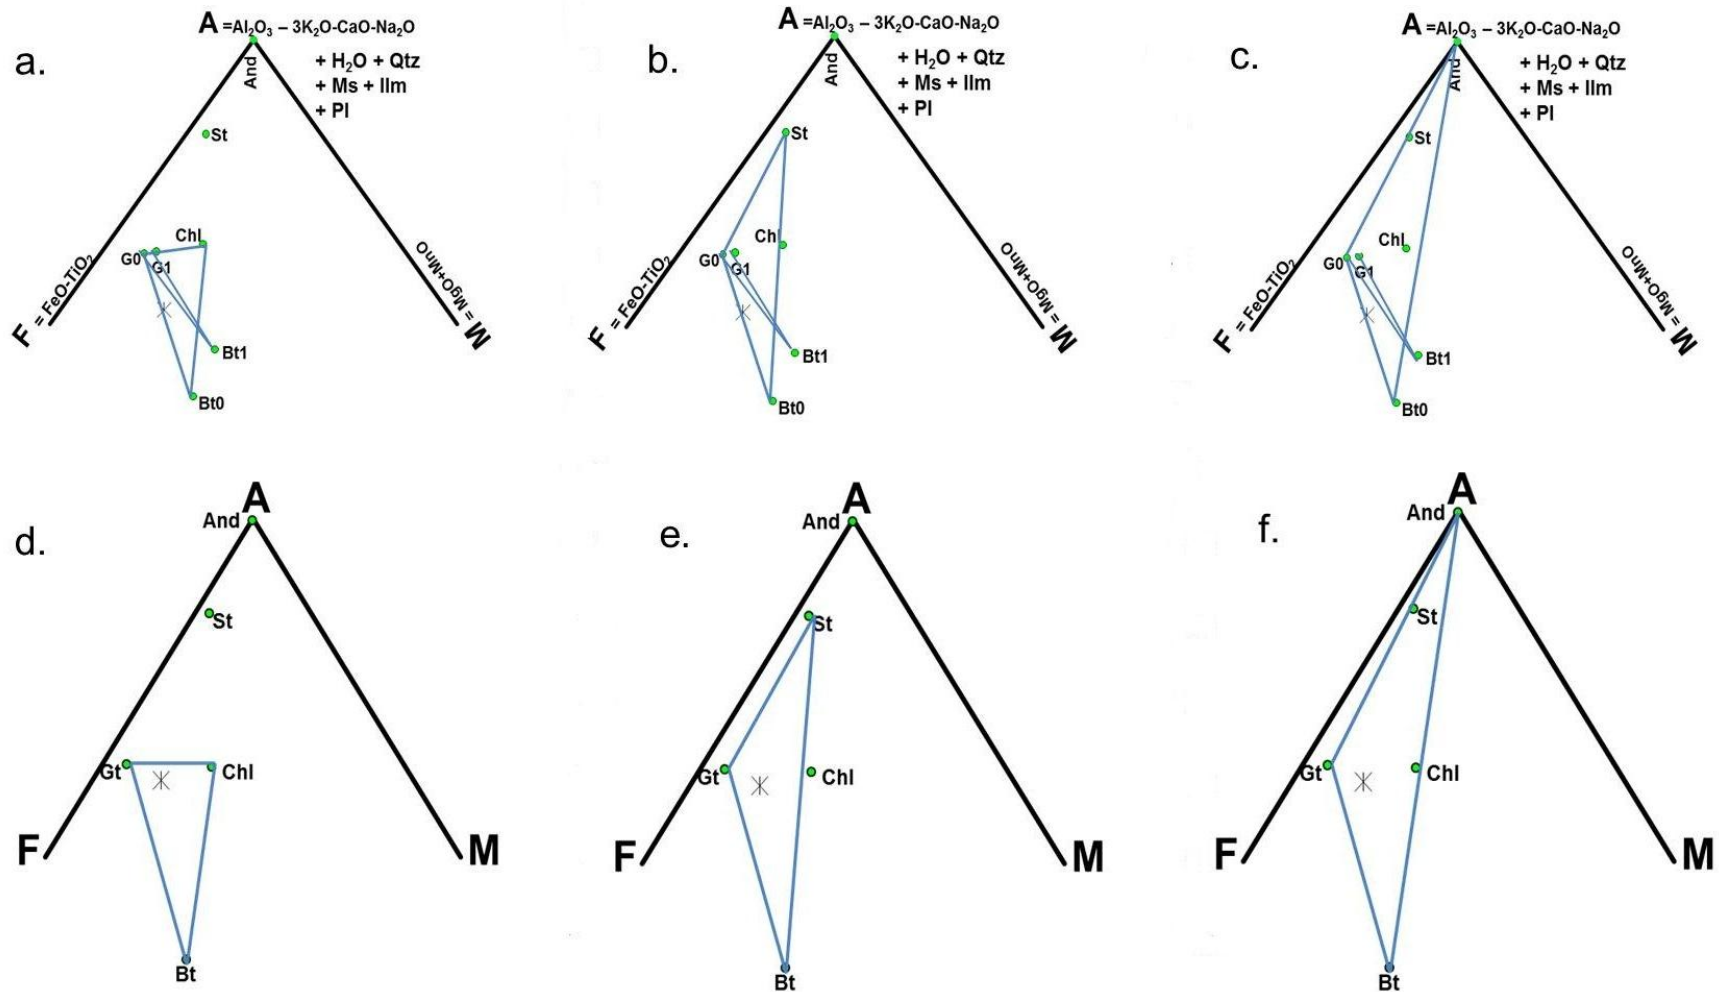 a.
A =Al₂O₃ – 3K₂O-CaO-Na₂O
+ H₂O + Qtz
+ Ms + Ilm
+ Pl
And
St
Chl
G0
G1
Bt1
Bt0
F = FeO-TiO₂
M = MgO+MnO
b.
A =Al₂O₃ – 3K₂O-CaO-Na₂O
+ H₂O + Qtz
+ Ms + Ilm
+ Pl
And
St
Chl
G0
G1
Bt1
Bt0
F = FeO-TiO₂
M = MgO+MnO
c.
A =Al₂O₃ – 3K₂O-CaO-Na₂O
+ H₂O + Qtz
+ Ms + Ilm
+ Pl
And
St
Chl
G0
G1
Bt1
Bt0
F = FeO-TiO₂
M = MgO+MnO
d.
A
And
St
Gt
Chl
F
M
Bt
e.
A
And
St
Gt
Chl
F
M
Bt
f.
A
And
St
Gt
Chl
F
M
Bt